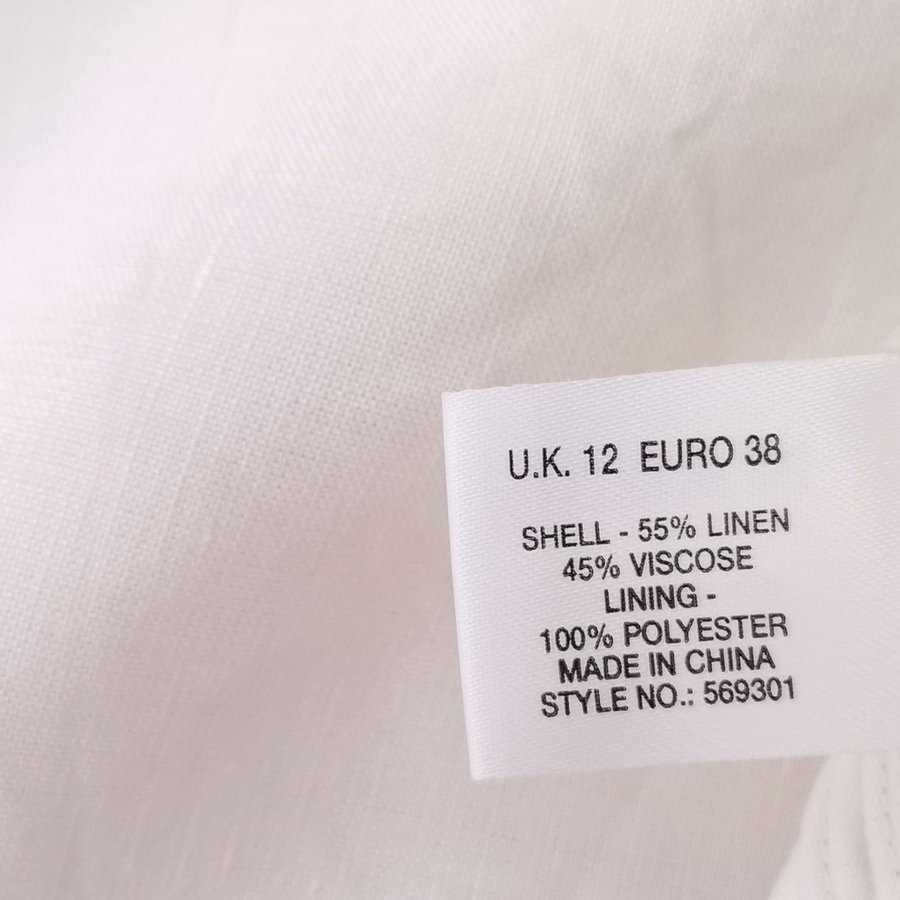 U.K. 12 EURO 38
SHELL - 55% LINEN
45% VISCOSE
LINING -
100% POLYESTER
MADE IN CHINA
STYLE NO.: 569301